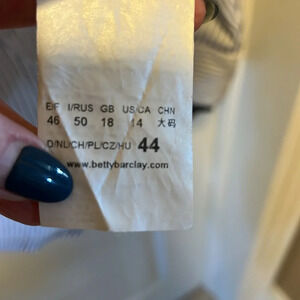 E/F I/RUS GB US/CA CHN
46 50 18 14 大码
D/NL/CH/PL/CZ/HU 44
www.bettybarclay.com